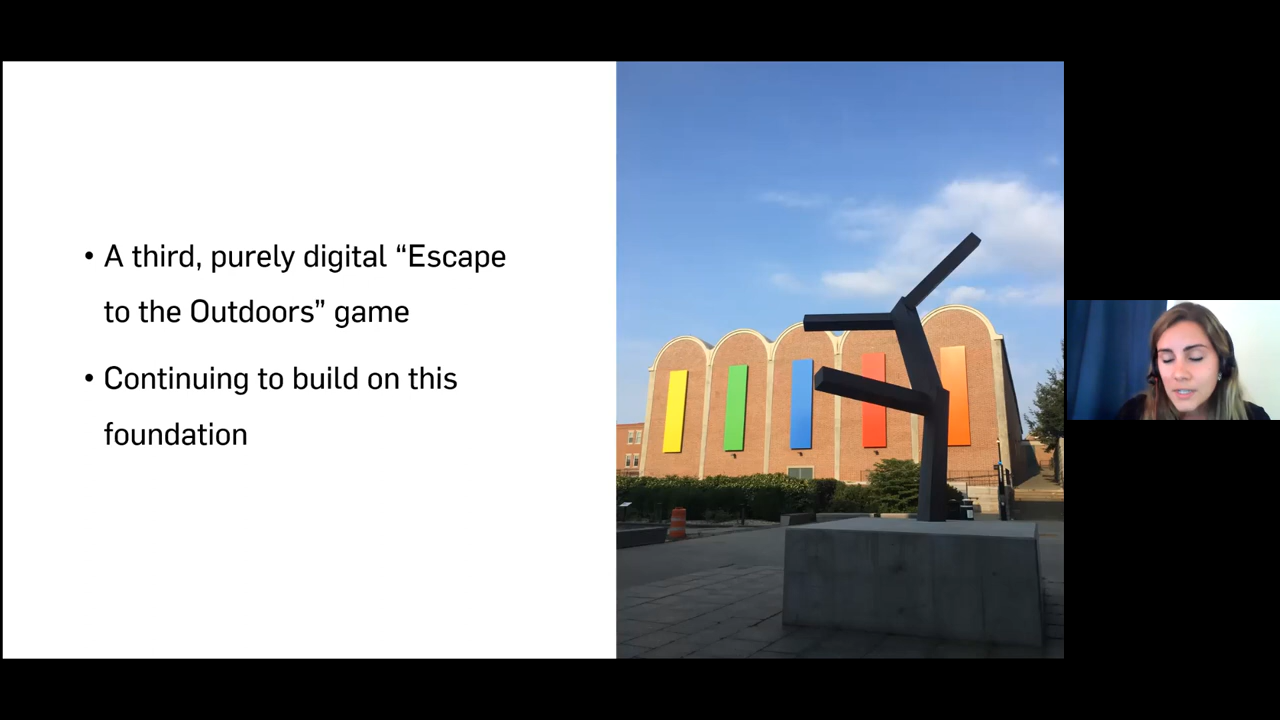 • A third, purely digital “Escape
to the Outdoors” game
• Continuing to build on this
foundation